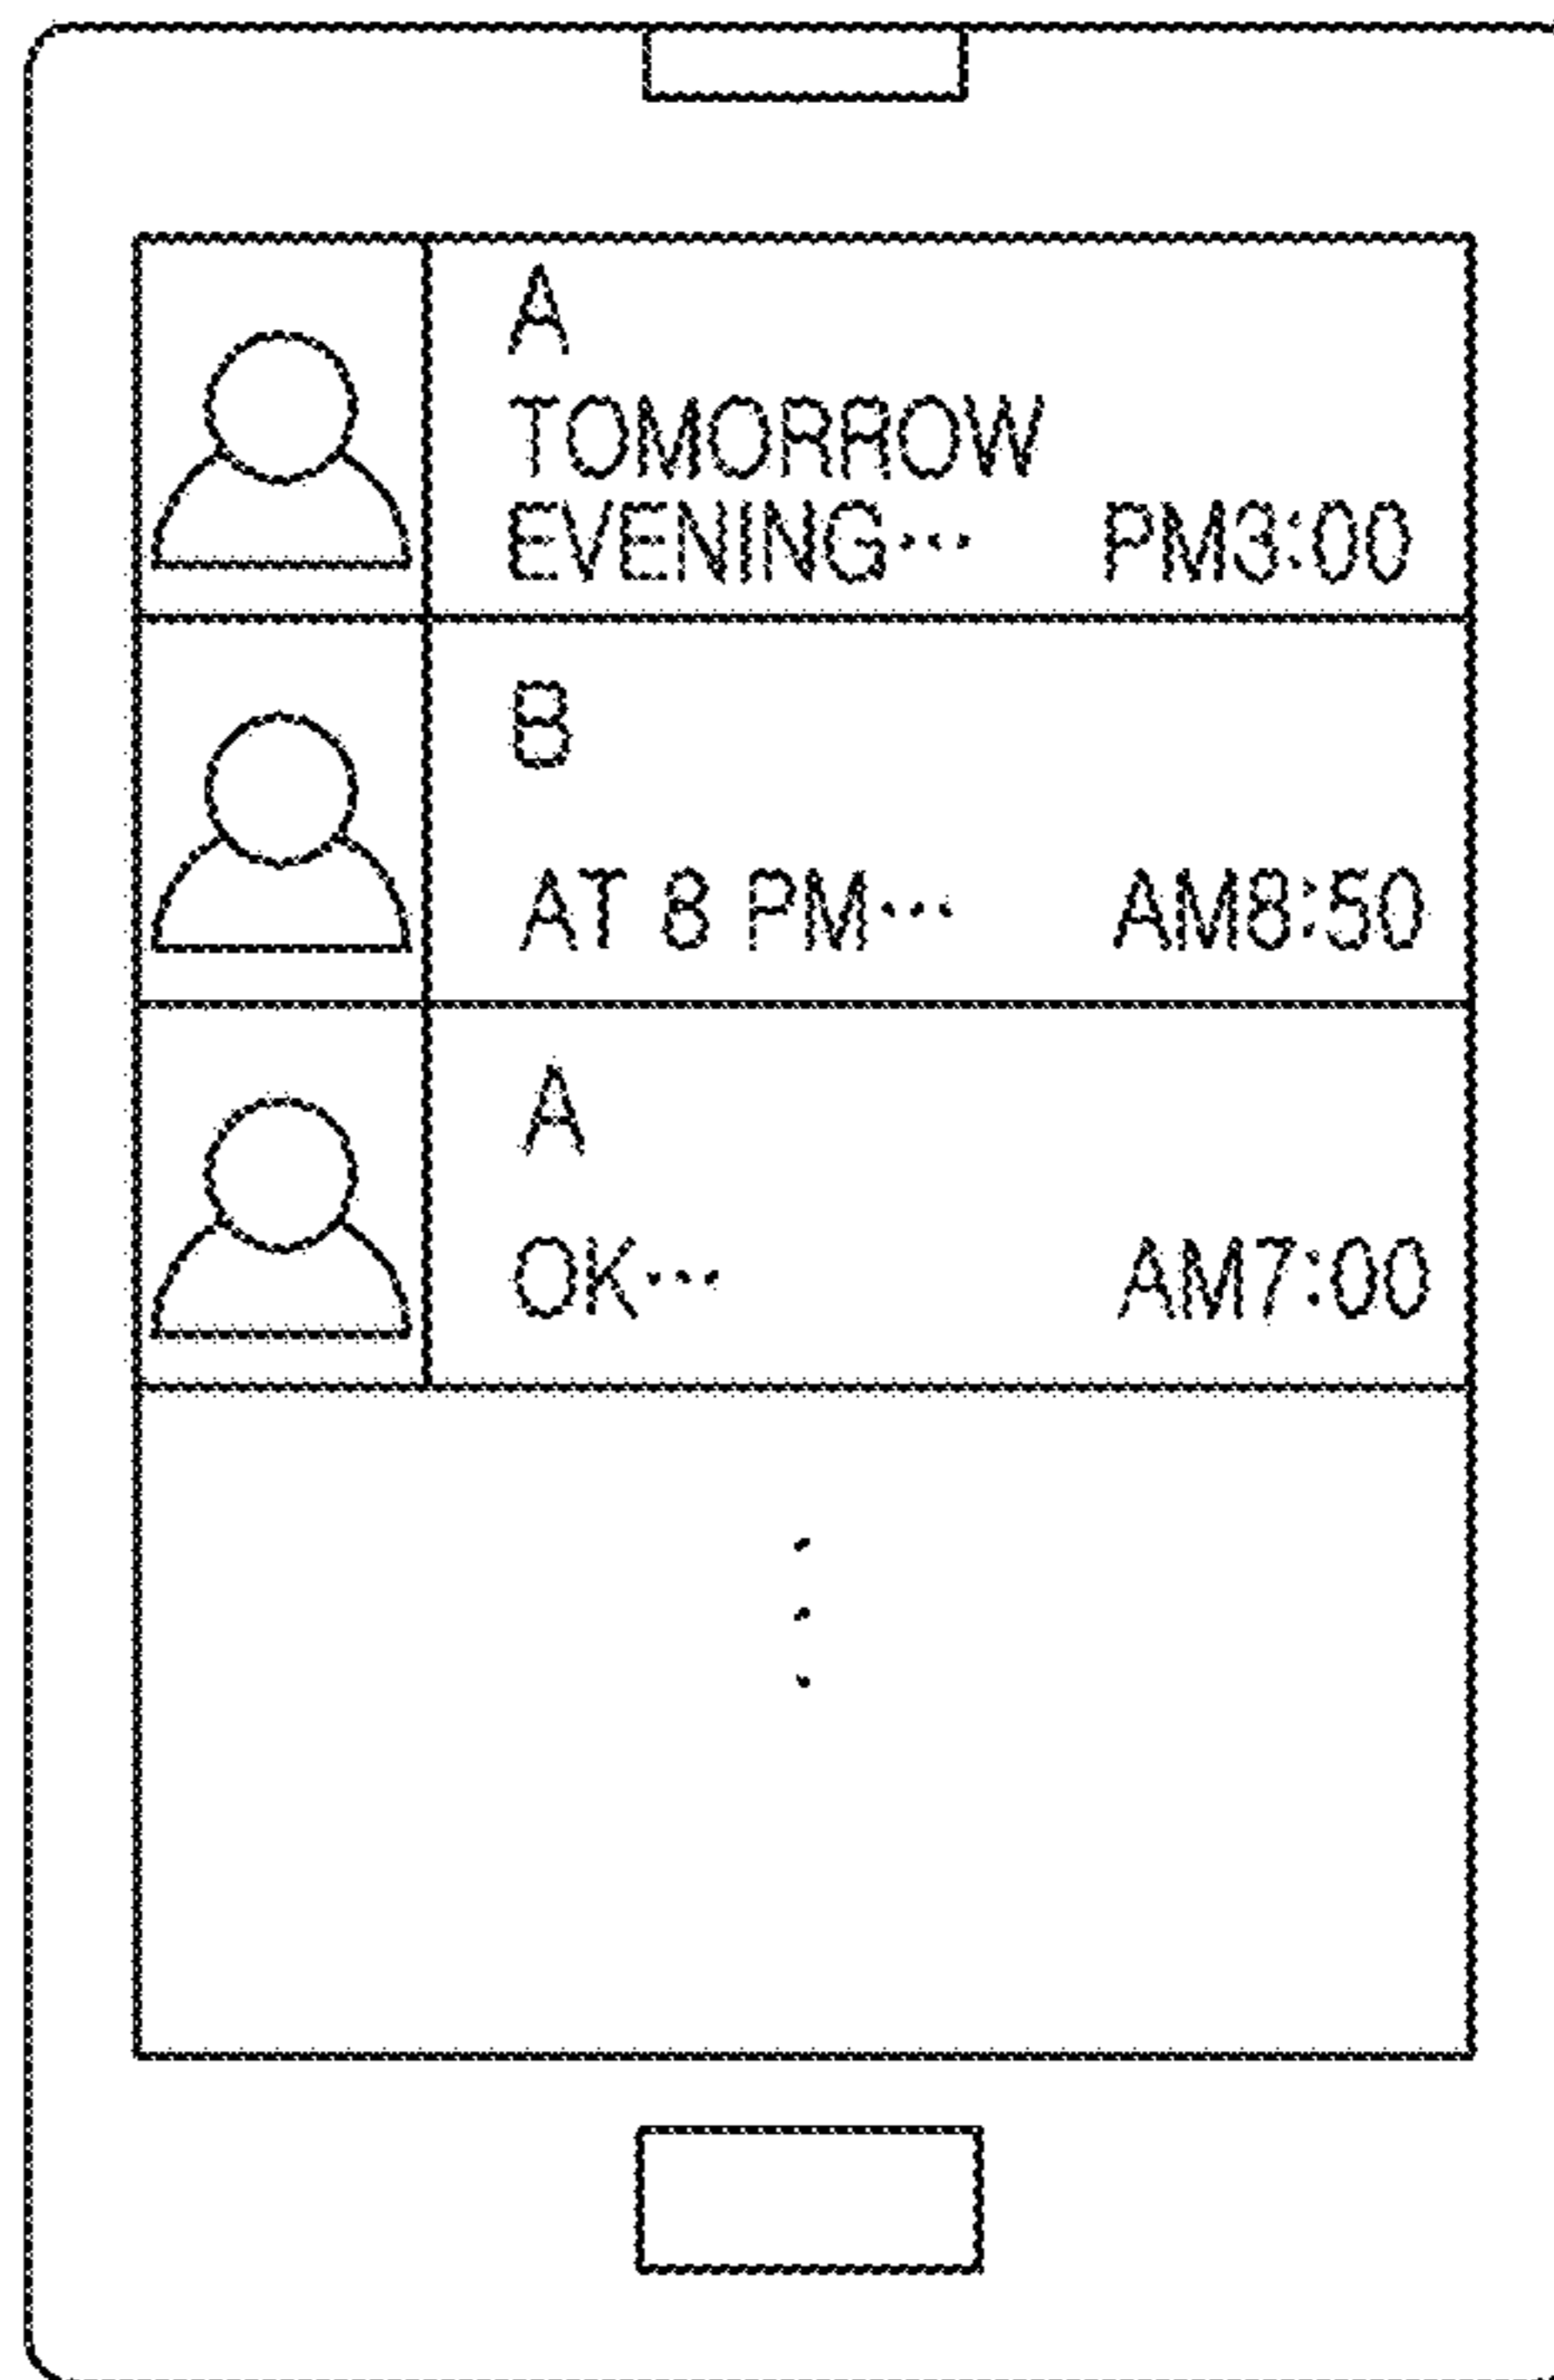 A
TOMORROW
EVENING… PM3:00
B
AT 8 PM… AM8:50
A
OK… AM7:00